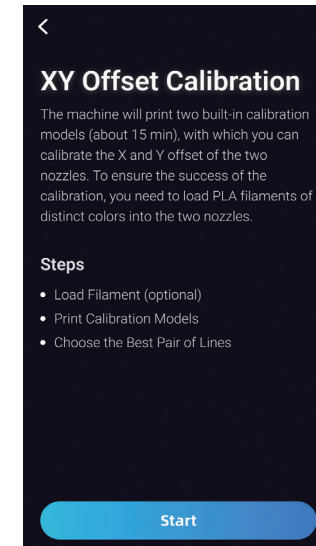 XY Offset Calibration
The machine will print two built-in calibration
models (about 15 min), with which you can
calibrate the X and Y offset of the two
nozzles. To ensure the success of the
calibration, you need to load PLA filaments of
distinct colors into the two nozzles.
Steps
• Load Filament (optional)
• Print Calibration Models
• Choose the Best Pair of Lines
Start